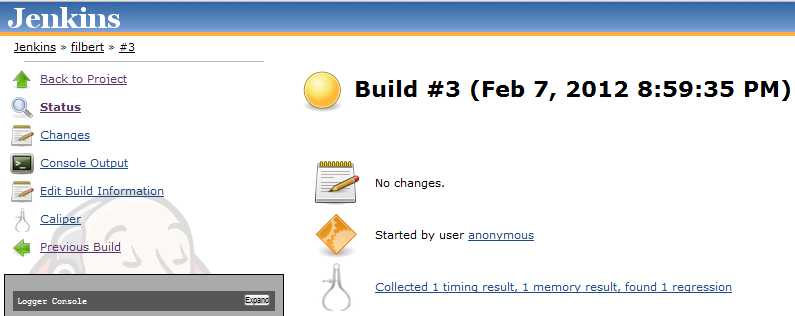 Jenkins
Jenkins » filbert » #3
Back to Project
Status
Changes
Console Output
Edit Build Information
Caliper
Previous Build
Logger Console Expand
Build #3 (Feb 7, 2012 8:59:35 PM)
No changes.
Started by user anonymous
Collected 1 timing result, 1 memory result, found 1 regression